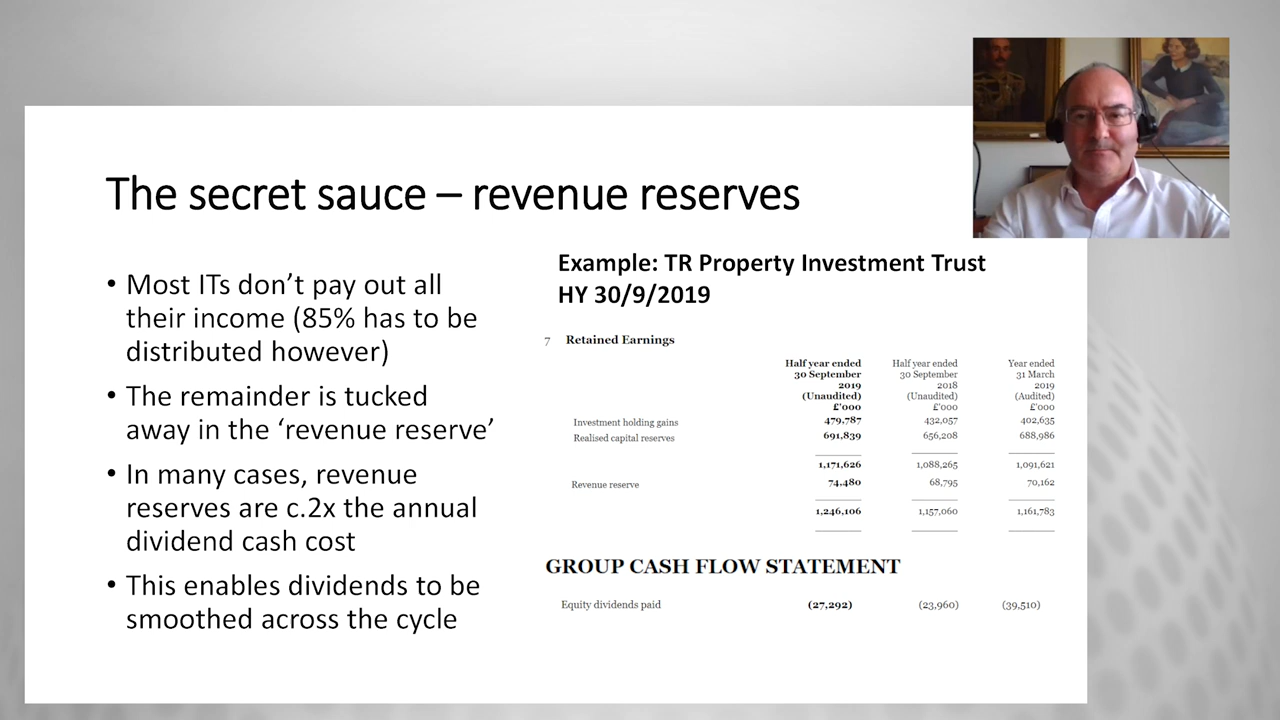 The secret sauce – revenue reserves
• Most ITs don’t pay out all
their income (85% has to be
distributed however)
• The remainder is tucked
away in the ‘revenue reserve’
• In many cases, revenue
reserves are c.2x the annual
dividend cash cost
• This enables dividends to be
smoothed across the cycle
Example: TR Property Investment Trust
HY 30/9/2019
7 Retained Earnings
Half year ended Half year ended Year ended
30 September 30 September 31 March
2019 2018 2019
(Unaudited) (Unaudited) (Audited)
£'000 £'000 £'000
Investment holding gains 479,787 432,057 402,635
Realised capital reserves 691,839 656,208 688,986
1,171,626 1,088,265 1,091,621
Revenue reserve 74,480 68,795 70,162
1,246,106 1,157,060 1,161,783
GROUP CASH FLOW STATEMENT
Equity dividends paid (27,292) (23,960) (39,510)